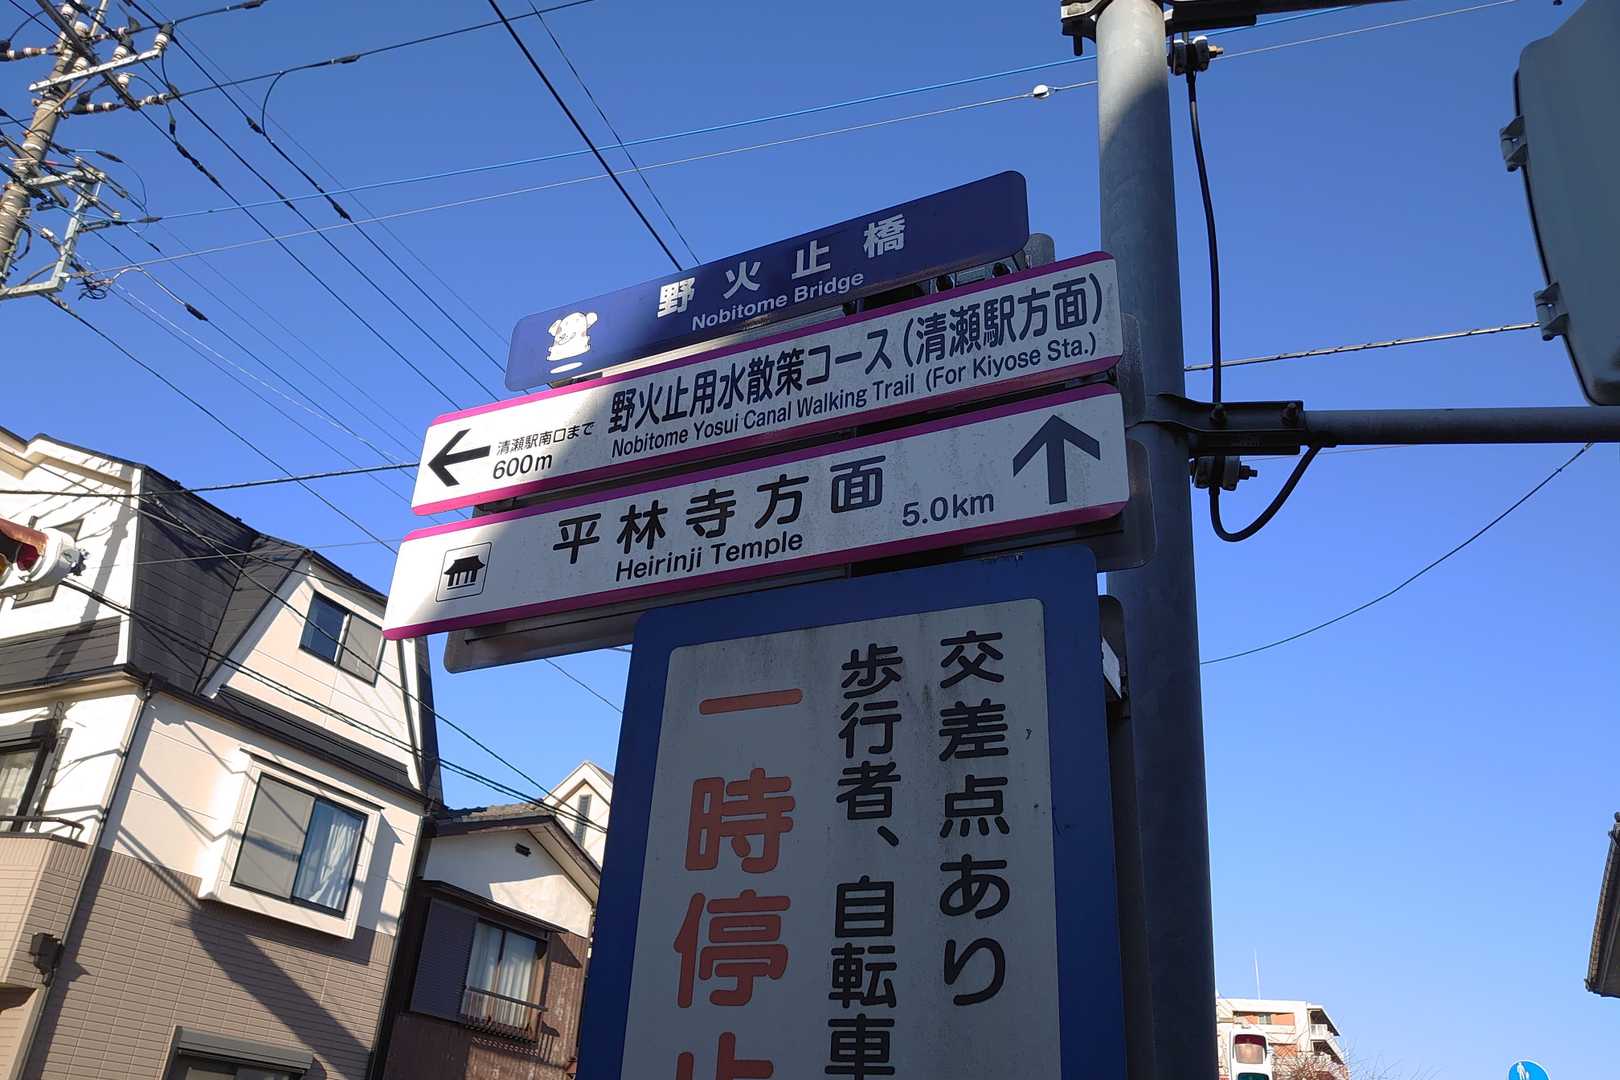 野火止橋
Nobitome Bridge
野火止用水散策コース(清瀬駅方面)
Nobitome Yosui Canal Walking Trail (For Kiyose Sta.)
清瀬駅南口まで
600m
平林寺方面
Heirinji Temple
5.0km
交差点あり
歩行者、自転車
一時停止